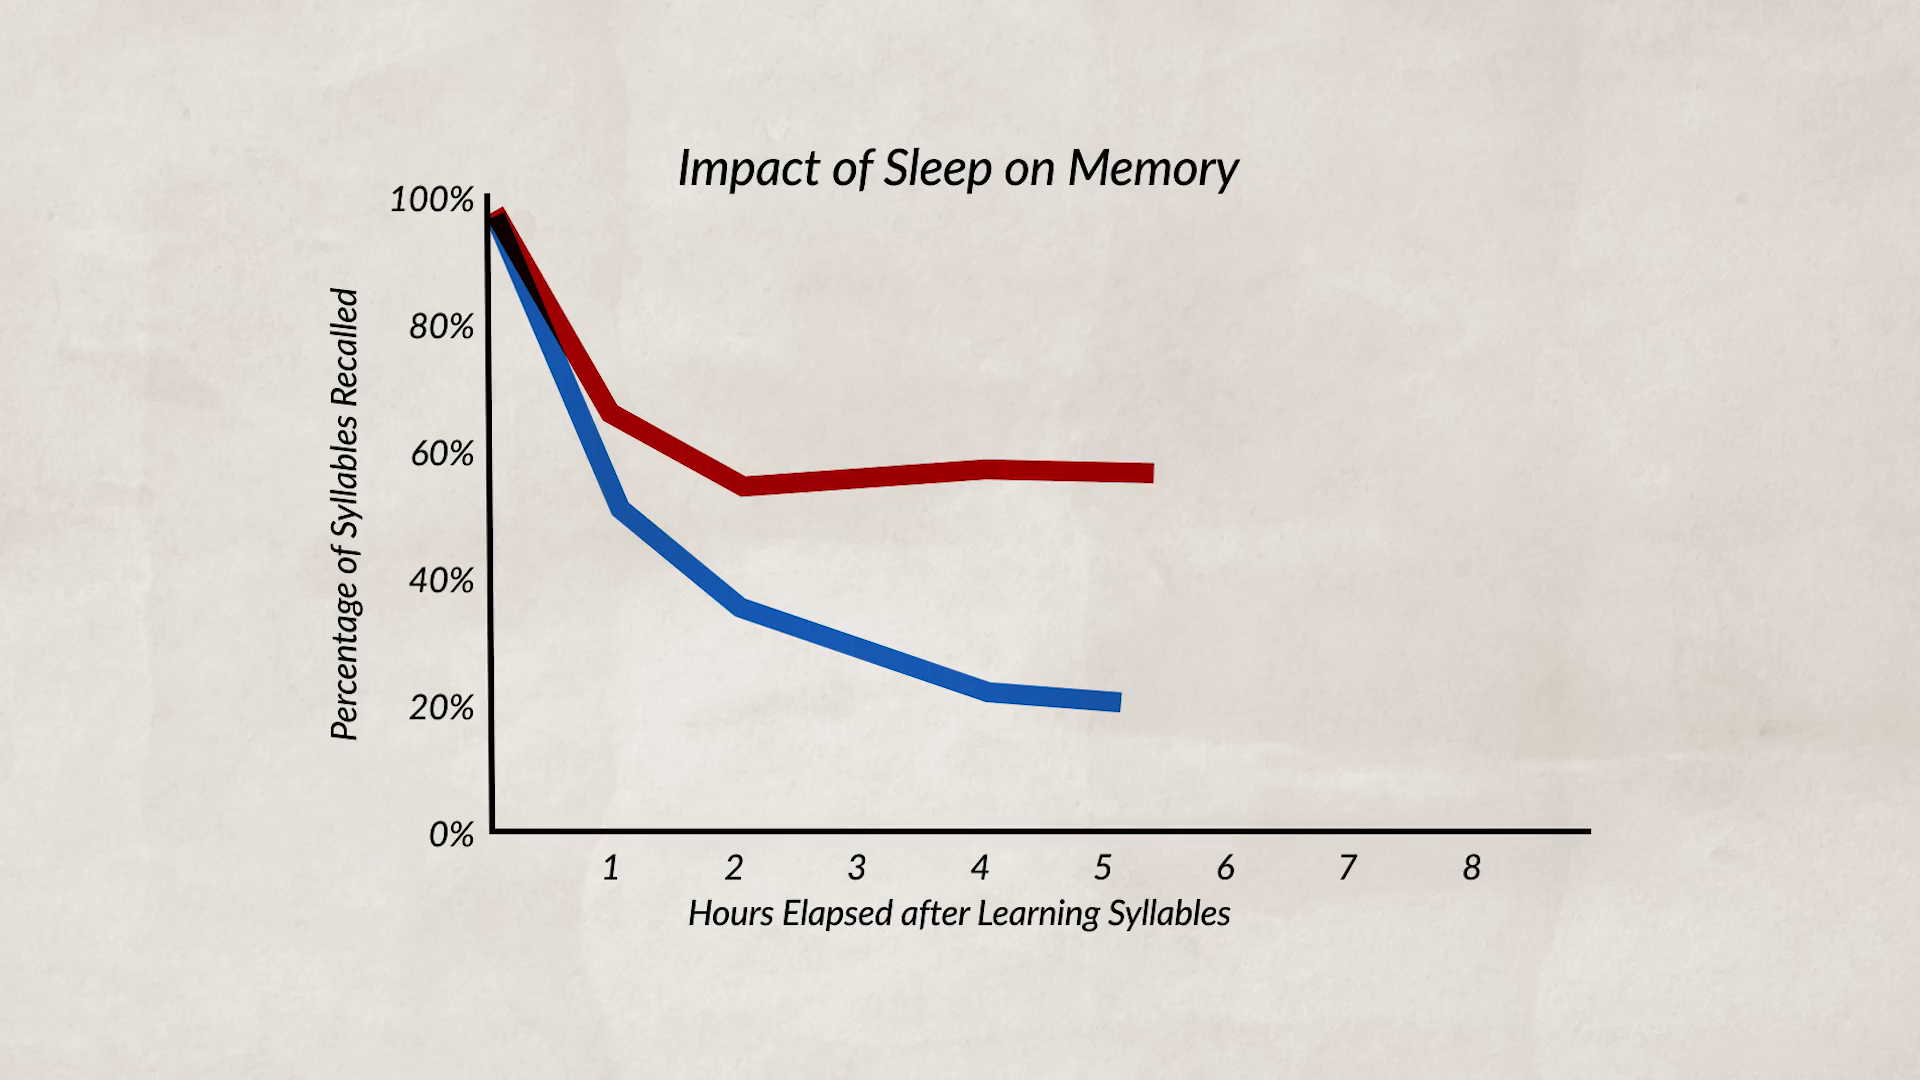 Impact of Sleep on Memory
100%
80%
60%
40%
20%
0%
Percentage of Syllables Recalled
1 2 3 4 5 6 7 8
Hours Elapsed after Learning Syllables